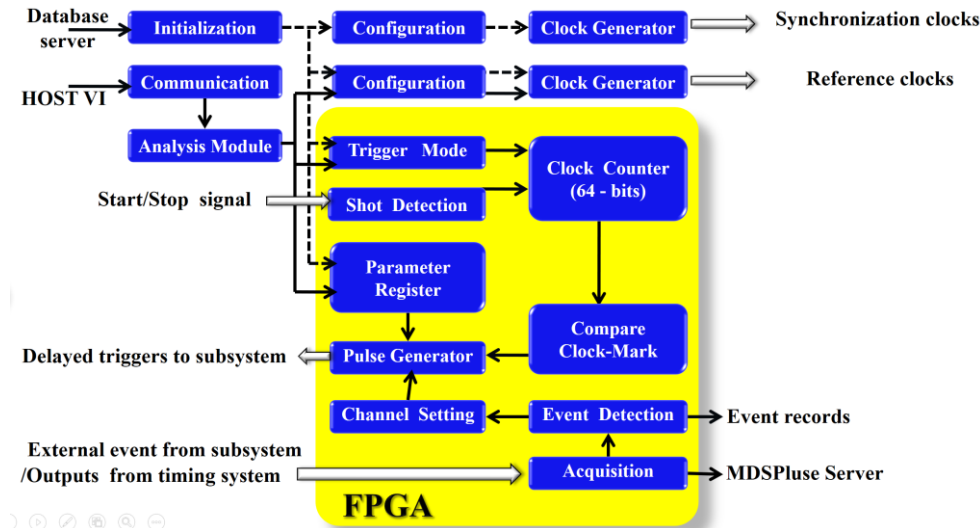 Database
server
Initialization
Configuration
Clock Generator
Synchronization clocks
HOST VI
Communication
Configuration
Clock Generator
Reference clocks
Analysis Module
Trigger Mode
Clock Counter
(64 - bits)
Start/Stop signal
Shot Detection
Parameter
Register
Compare
Clock-Mark
Delayed triggers to subsystem
Pulse Generator
Channel Setting
Event Detection
Event records
External event from subsystem
/Outputs from timing system
Acquisition
MDSPluse Server
FPGA